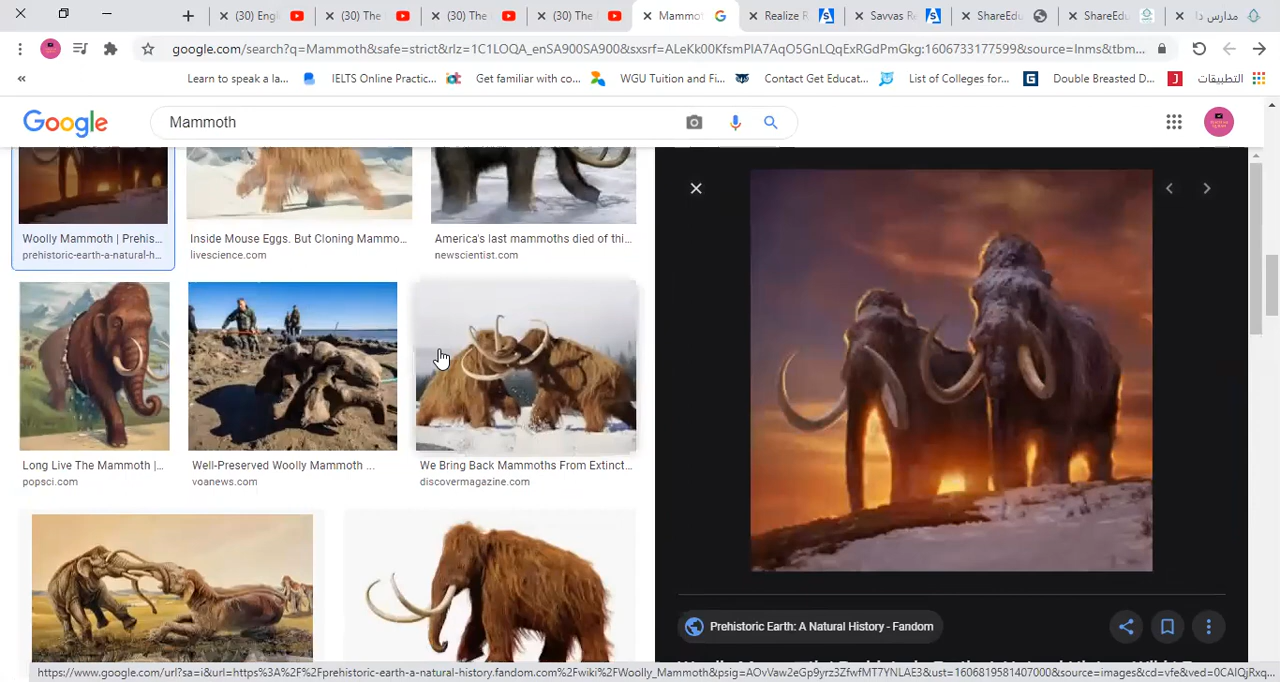 (30) Engl
(30) The
(30) The
(30) The
Mammot
Realize R
Savvas Re
ShareEdu
ShareEdu
مدارس دا
google.com/search?q=Mammoth&safe=strict&rlz=1C1LOQA_enSA900SA900&sxsrf=ALeKk00KfsmPIA7AqO5GnLQqExRGdPmGkg:1606733177599&source=lnms&tbm...
Learn to speak a la...
IELTS Online Practic...
Get familiar with co...
WGU Tuition and Fi...
Contact Get Educat...
List of Colleges for...
Double Breasted D...
التطبيقات
Google
Mammoth
Woolly Mammoth | Prehis...
prehistoric-earth-a-natural-h...
Inside Mouse Eggs. But Cloning Mammo...
livescience.com
America's last mammoths died of thi...
newscientist.com
Long Live The Mammoth |...
popsci.com
Well-Preserved Woolly Mammoth ...
voanews.com
We Bring Back Mammoths From Extinct...
discovermagazine.com
Prehistoric Earth: A Natural History - Fandom
https://www.google.com/url?sa=i&url=https%3A%2F%2Fprehistoric-earth-a-natural-history.fandom.com%2Fwiki%2FWoolly_Mammoth&psig=AOvVaw2eGp9yrz3ZfwfMT7YNLAE3&ust=1606819581407000&source=images&cd=vfe&ved=0CAIQjRxq...